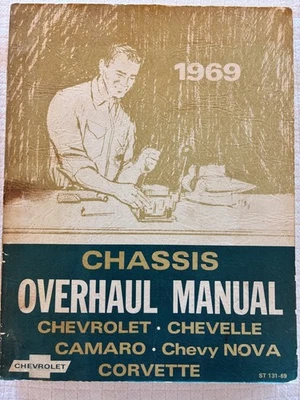 1969
CHASSIS
OVERHAUL MANUAL
CHEVROLET · CHEVELLE
CAMARO · Chevy NOVA
CORVETTE
CHEVROLET
ST 131-69